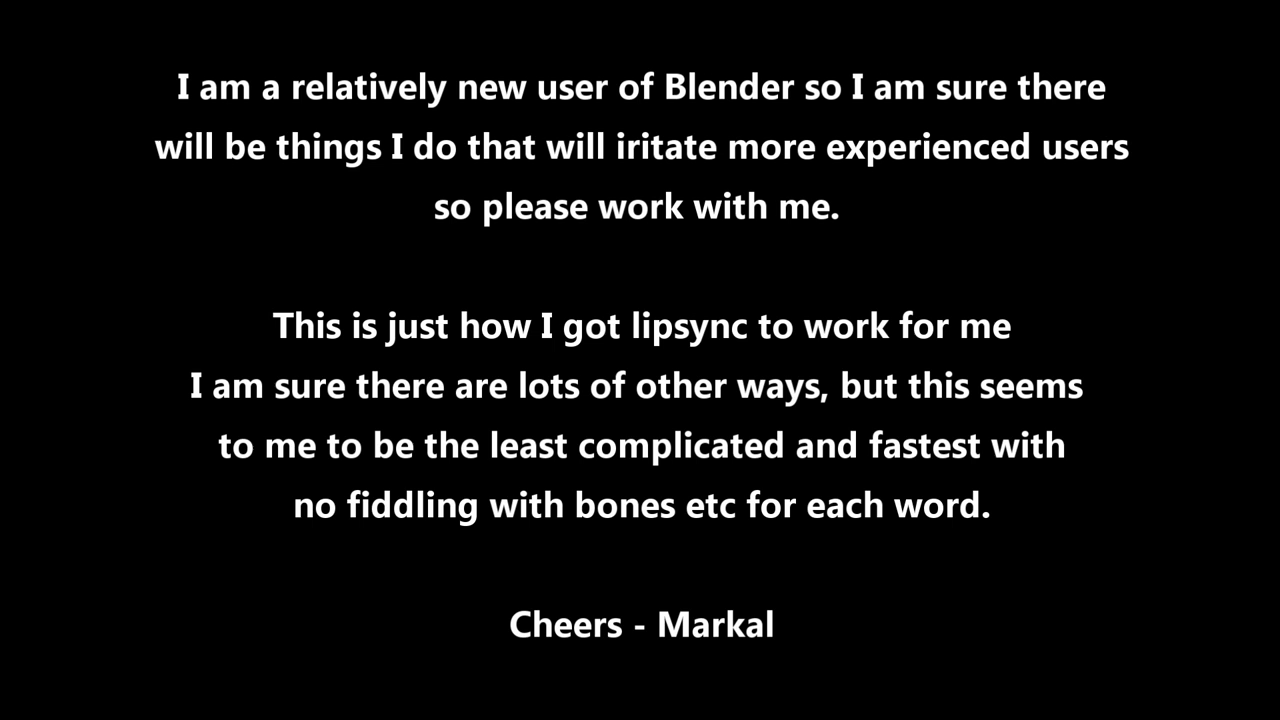 I am a relatively new user of Blender so I am sure there
will be things I do that will iritate more experienced users
so please work with me.
This is just how I got lipsync to work for me
I am sure there are lots of other ways, but this seems
to me to be the least complicated and fastest with
no fiddling with bones etc for each word.
Cheers - Markal